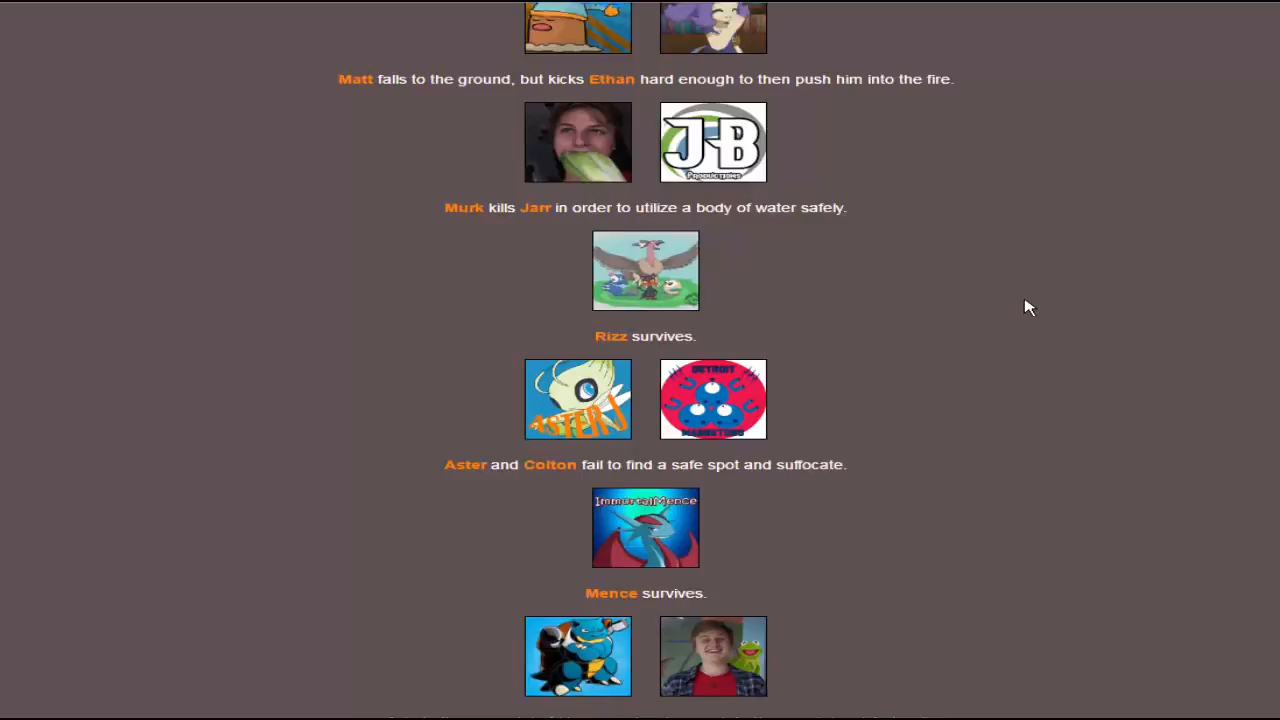 Matt falls to the ground, but kicks Ethan hard enough to then push him into the fire.
J-B
Productions
Murk kills Jarr in order to utilize a body of water safely.
Rizz survives.
ASTER J
DETROIT
Aster and Colton fail to find a safe spot and suffocate.
ImmortalMence
Mence survives.